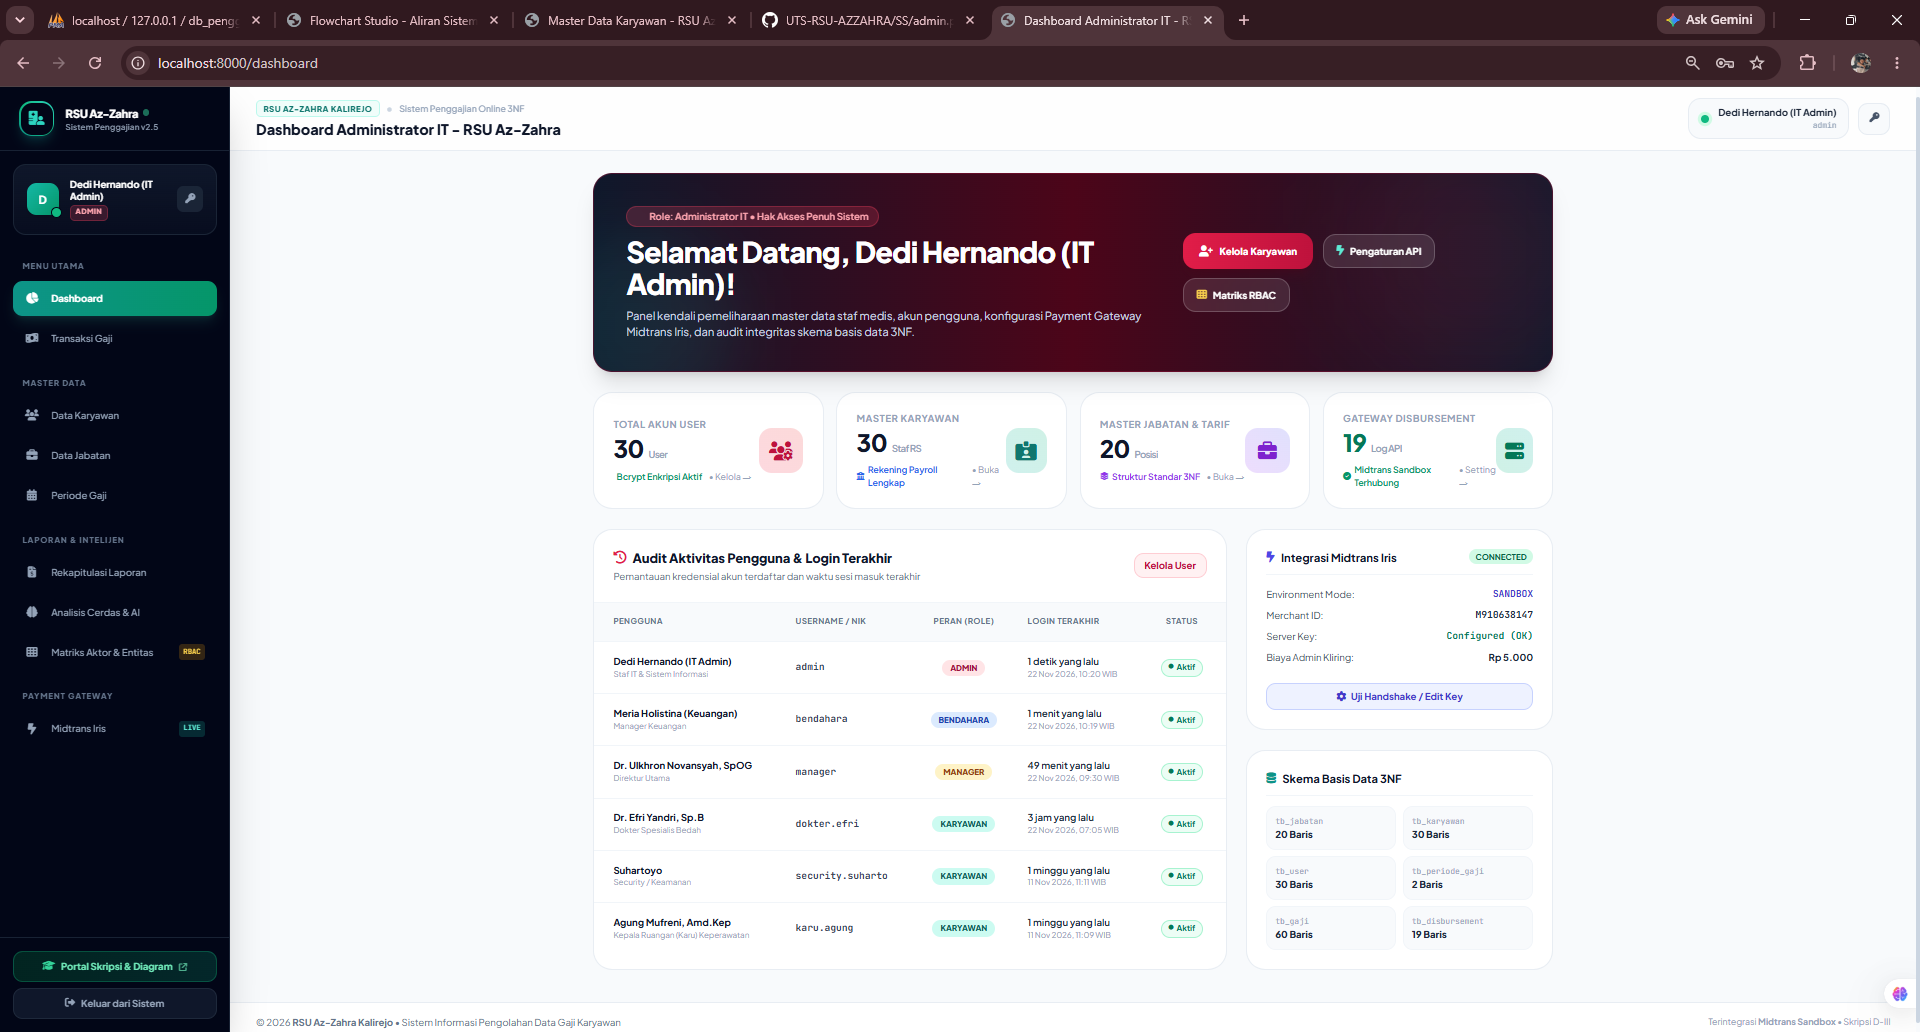 localhost / 127.0.0.1 / db_peng
Flowchart Studio - Aliran Sistem
Master Data Karyawan - RSU Az
UTS-RSU-AZZAHRA/SS/admin.p
Dashboard Administrator IT - R
Ask Gemini
localhost:8000/dashboard
RSU Az-Zahra
Sistem Penggajian v2.5
Dedi Hernando (IT Admin)
ADMIN
MENU UTAMA
Dashboard
Transaksi Gaji
MASTER DATA
Data Karyawan
Data Jabatan
Periode Gaji
LAPORAN & INTELIJEN
Rekapitulasi Laporan
Analisis Cerdas & AI
Matriks Aktor & Entitas RBAC
PAYMENT GATEWAY
Midtrans Iris LIVE
Portal Skripsi & Diagram
Keluar dari Sistem
RSU AZ-ZAHRA KALIREJO • Sistem Penggajian Online 3NF
Dashboard Administrator IT - RSU Az-Zahra
Dedi Hernando (IT Admin)
admin
Role: Administrator IT • Hak Akses Penuh Sistem
Selamat Datang, Dedi Hernando (IT
Admin)!
Panel kendali pemeliharaan master data staf medis, akun pengguna, konfigurasi Payment Gateway
Midtrans Iris, dan audit integritas skema basis data 3NF.
Kelola Karyawan
Pengaturan API
Matriks RBAC
TOTAL AKUN USER
30 User
Bcrypt Enkripsi Aktif • Kelola →
MASTER KARYAWAN
30 Staf RS
Rekening Payroll Lengkap • Buka →
MASTER JABATAN & TARIF
20 Posisi
Struktur Standar 3NF • Buka →
GATEWAY DISBURSEMENT
19 Log API
Midtrans Sandbox Terhubung • Setting →
Audit Aktivitas Pengguna & Login Terakhir
Pemantauan kredensial akun terdaftar dan waktu sesi masuk terakhir
Kelola User
PENGGUNA USERNAME / NIK PERAN (ROLE) LOGIN TERAKHIR STATUS
Dedi Hernando (IT Admin) admin ADMIN 1 detik yang lalu • Aktif
Staf IT & Sistem Informasi 22 Nov 2026, 10:20 WIB
Meria Holistina (Keuangan) bendahara BENDAHARA 1 menit yang lalu • Aktif
Manager Keuangan 22 Nov 2026, 10:19 WIB
Dr. Ulkhron Novansyah, SpOG manager MANAGER 49 menit yang lalu • Aktif
Direktur Utama 22 Nov 2026, 09:30 WIB
Dr. Efri Yandri, Sp.B dokter.efri KARYAWAN 3 jam yang lalu • Aktif
Dokter Spesialis Bedah 22 Nov 2026, 07:05 WIB
Suhartoyo security.suharto KARYAWAN 1 minggu yang lalu • Aktif
Security / Keamanan 11 Nov 2026, 11:11 WIB
Agung Mufreni, Amd.Kep karu.agung KARYAWAN 1 minggu yang lalu • Aktif
Kepala Ruangan (Karu) Keperawatan 11 Nov 2026, 11:09 WIB
Integrasi Midtrans Iris CONNECTED
Environment Mode: SANDBOX
Merchant ID: M910638147
Server Key: Configured (OK)
Biaya Admin Kliring: Rp 5.000
Uji Handshake / Edit Key
Skema Basis Data 3NF
tb_jabatan
20 Baris
tb_karyawan
30 Baris
tb_user
30 Baris
tb_periode_gaji
2 Baris
tb_gaji
60 Baris
tb_disbursement
19 Baris
© 2026 RSU Az-Zahra Kalirejo • Sistem Informasi Pengolahan Data Gaji Karyawan
Terintegrasi Midtrans Sandbox • Skripsi D-III
D